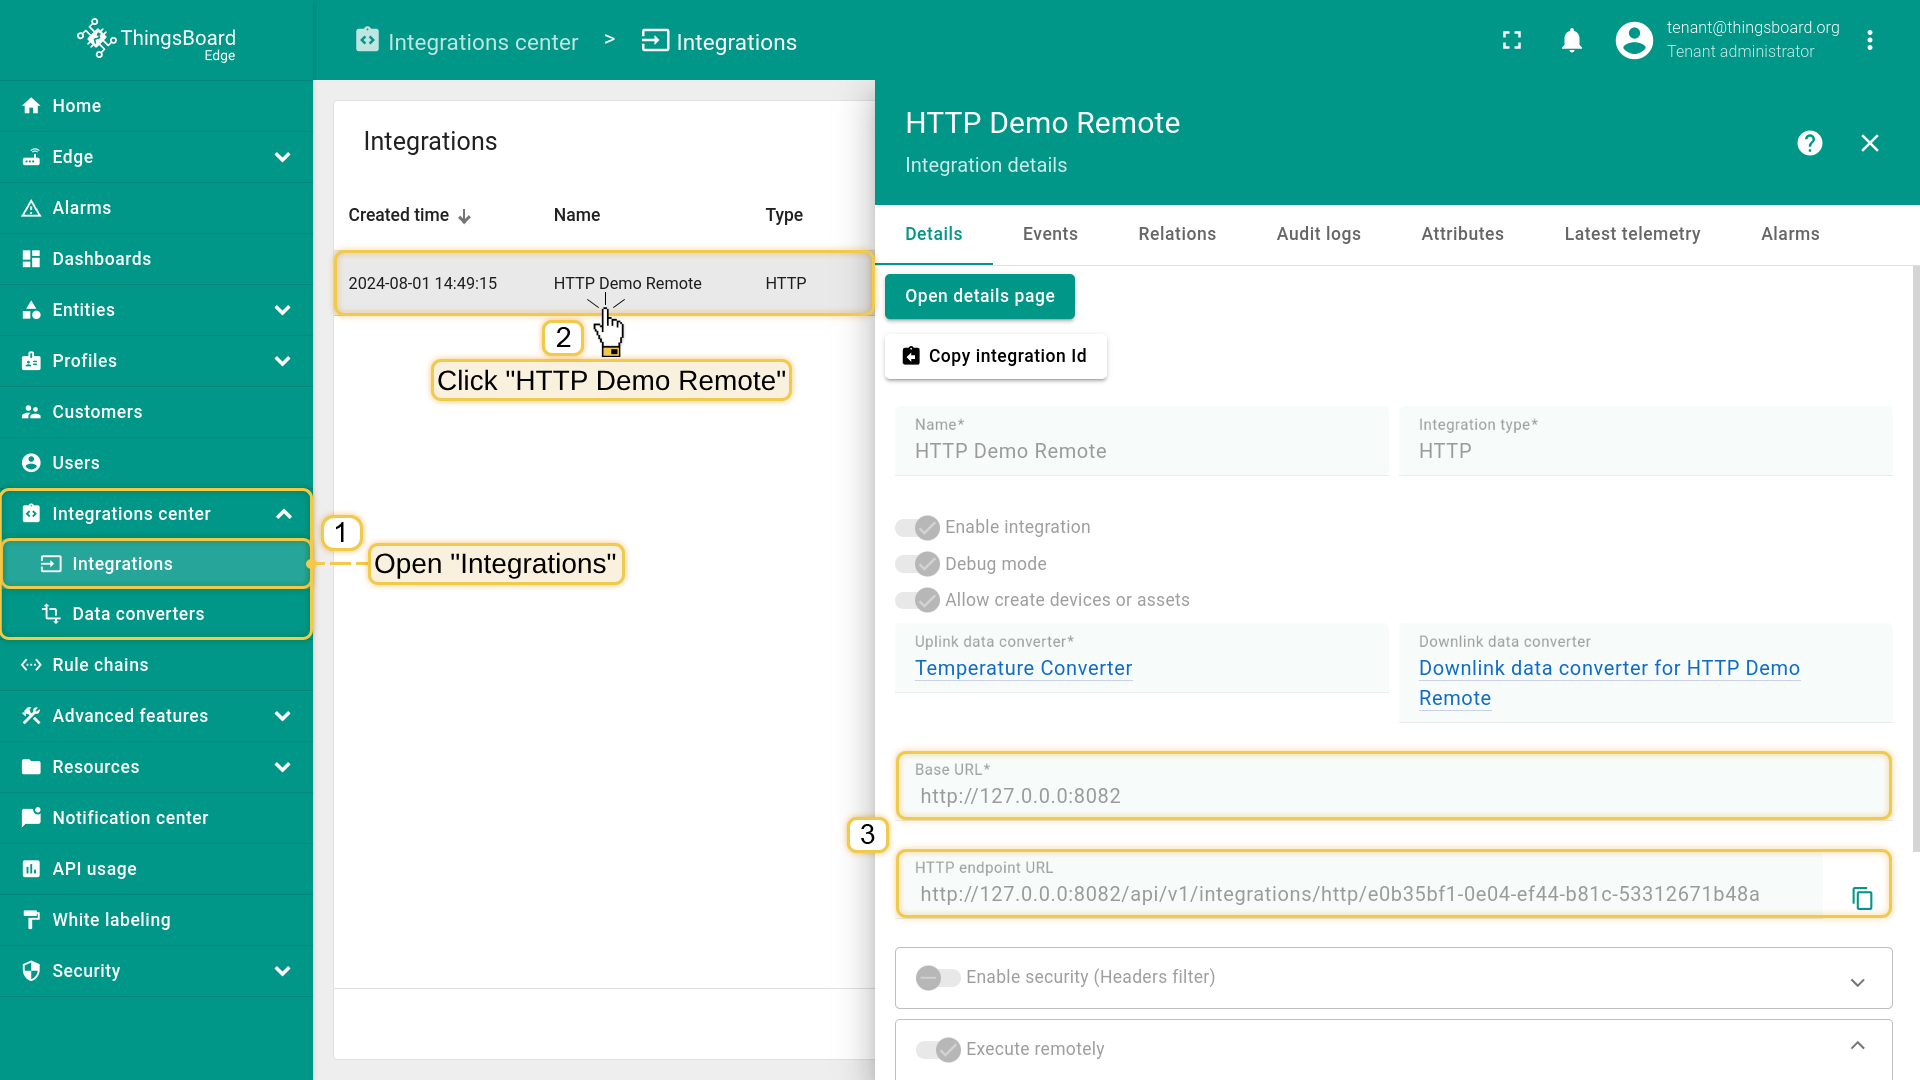 ThingsBoard
Edge
Integrations center > Integrations
tenant@thingsboard.org
Tenant administrator
Home
Edge
Alarms
Dashboards
Entities
Profiles
Customers
Users
Integrations center
Integrations
Data converters
Rule chains
Advanced features
Resources
Notification center
API usage
White labeling
Security
1
Open "Integrations"
Integrations
Created time Name Type
2024-08-01 14:49:15 HTTP Demo Remote HTTP
2
Click "HTTP Demo Remote"
HTTP Demo Remote
Integration details
Details Events Relations Audit logs Attributes Latest telemetry Alarms
Open details page
Copy integration Id
Name* Integration type*
HTTP Demo Remote HTTP
Enable integration
Debug mode
Allow create devices or assets
Uplink data converter* Downlink data converter
Temperature Converter Downlink data converter for HTTP Demo
Remote
Base URL*
http://127.0.0.0:8082
3
HTTP endpoint URL
http://127.0.0.0:8082/api/v1/integrations/http/e0b35bf1-0e04-ef44-b81c-53312671b48a
Enable security (Headers filter)
Execute remotely